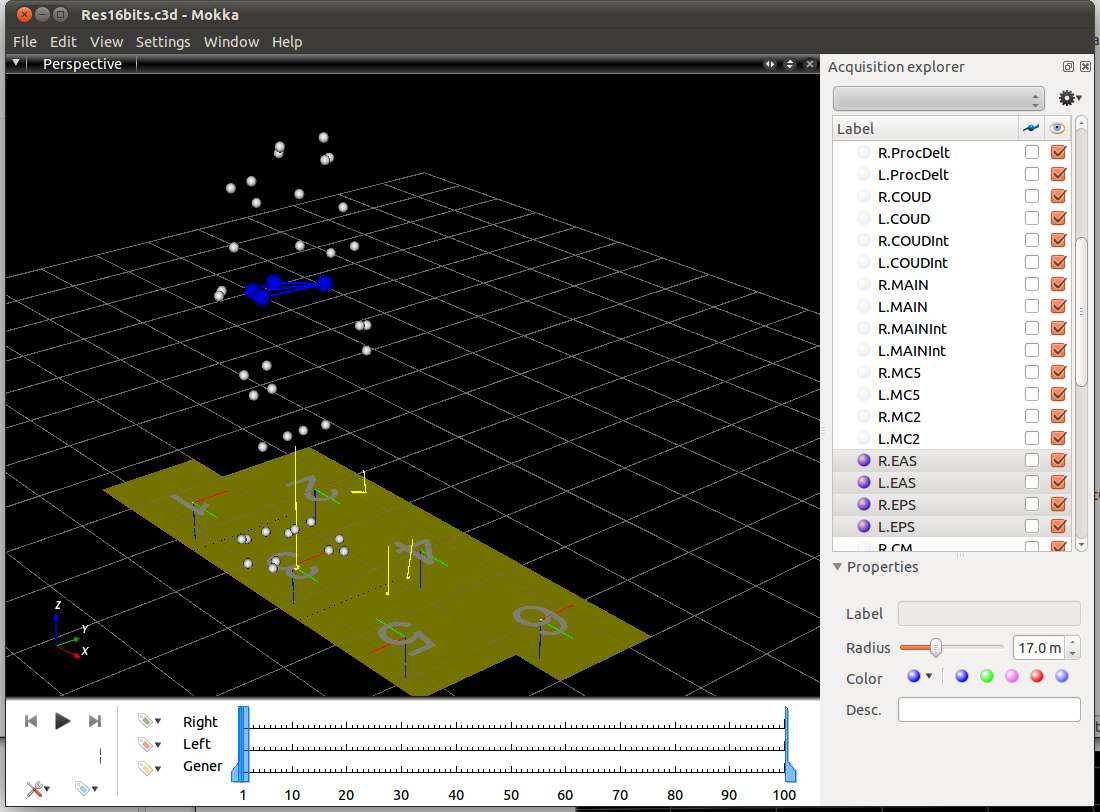 Res16bits.c3d - Mokka
File Edit View Settings Window Help
Perspective
Acquisition explorer
Label
R.ProcDelt
L.ProcDelt
R.COUD
L.COUD
R.COUDInt
L.COUDInt
R.MAIN
L.MAIN
R.MAINInt
L.MAINInt
R.MC5
L.MC5
R.MC2
L.MC2
R.EAS
L.EAS
R.EPS
L.EPS
R.CM
Properties
Label
Radius 17.0 m
Color
Desc.
1
2
3
4
5
6
Z
Y
X
Right
Left
Gener
1 10 20 30 40 50 60 70 80 90 100